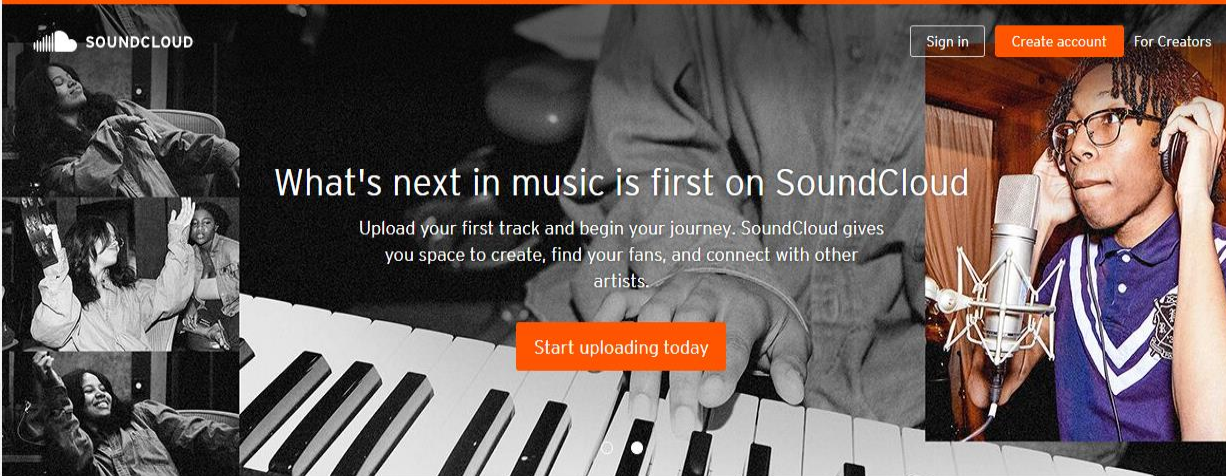 SOUNDCLOUD
Sign in
Create account
For Creators
What's next in music is first on SoundCloud
Upload your first track and begin your journey. SoundCloud gives
you space to create, find your fans, and connect with other
artists.
Start uploading today